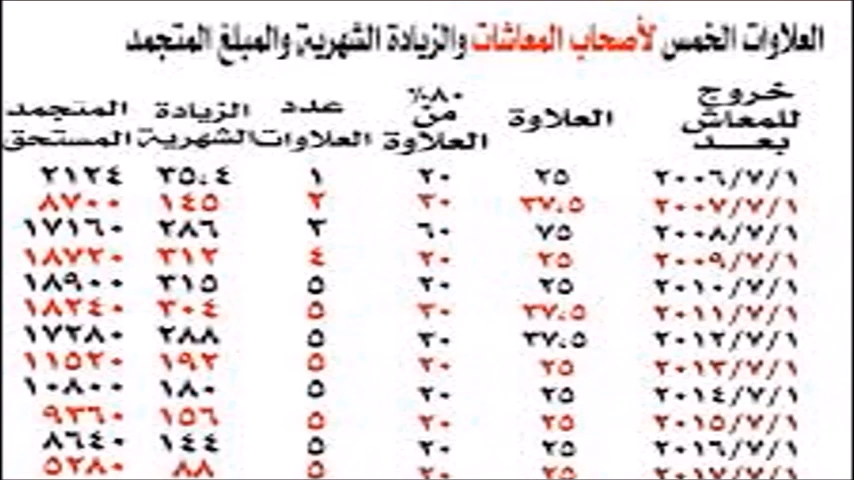 العلاوات الخمس لأصحاب المعاشات والزيادة الشهرية والمبلغ المتجمد
خروج للمعاش بعد العلاوة ٨٠% من العلاوة عدد العلاوات الزيادة الشهرية المتجمد المستحق
٢٠٠٦/٧/١ ٢٥ ٢٠ ١ ٣٥.٤ ٢١٢٤
٢٠٠٧/٧/١ ٣٧.٥ ٣٠ ٢ ١٤٥ ٨٧٠٠
٢٠٠٨/٧/١ ٧٥ ٦٠ ٣ ٢٨٦ ١٧١٦٠
٢٠٠٩/٧/١ ٢٥ ٢٠ ٤ ٣١٢ ١٨٧٢٠
٢٠١٠/٧/١ ٢٥ ٢٠ ٥ ٣١٥ ١٨٩٠٠
٢٠١١/٧/١ ٣٧.٥ ٣٠ ٥ ٣٠٤ ١٨٢٤٠
٢٠١٢/٧/١ ٣٧.٥ ٣٠ ٥ ٢٨٨ ١٧٢٨٠
٢٠١٣/٧/١ ٢٥ ٢٠ ٥ ١٩٢ ١١٥٢٠
٢٠١٤/٧/١ ٢٥ ٢٠ ٥ ١٨٠ ١٠٨٠٠
٢٠١٥/٧/١ ٢٥ ٢٠ ٥ ١٥٦ ٩٣٦٠
٢٠١٦/٧/١ ٢٥ ٢٠ ٥ ١٤٤ ٨٦٤٠
٢٠١٧/٧/١ ٢٥ ٢٠ ٥ ٨٨ ٥٢٨٠